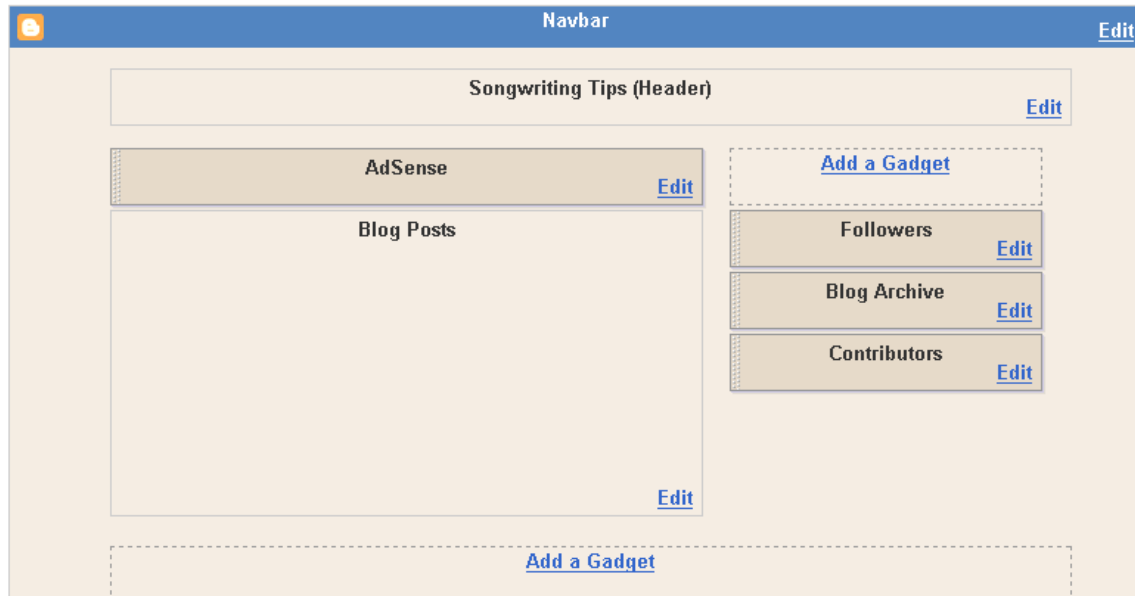 Navbar
Edit
Songwriting Tips (Header)
Edit
AdSense
Edit
Blog Posts
Edit
Add a Gadget
Followers
Edit
Blog Archive
Edit
Contributors
Edit
Add a Gadget